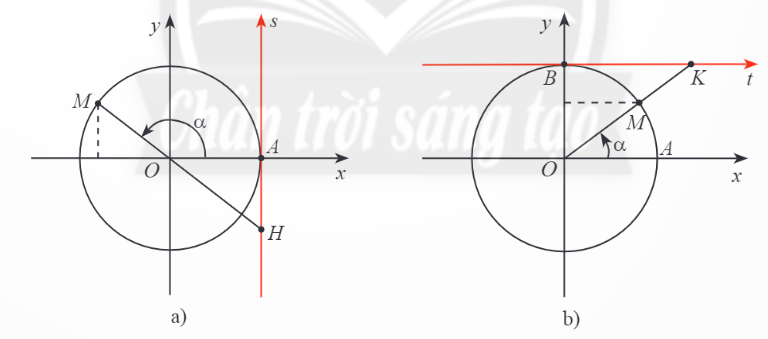 y
s
M
α
A
O
x
H
a)
y
B
K
t
M
α
A
O
x
b)
Chân trời sáng tạo